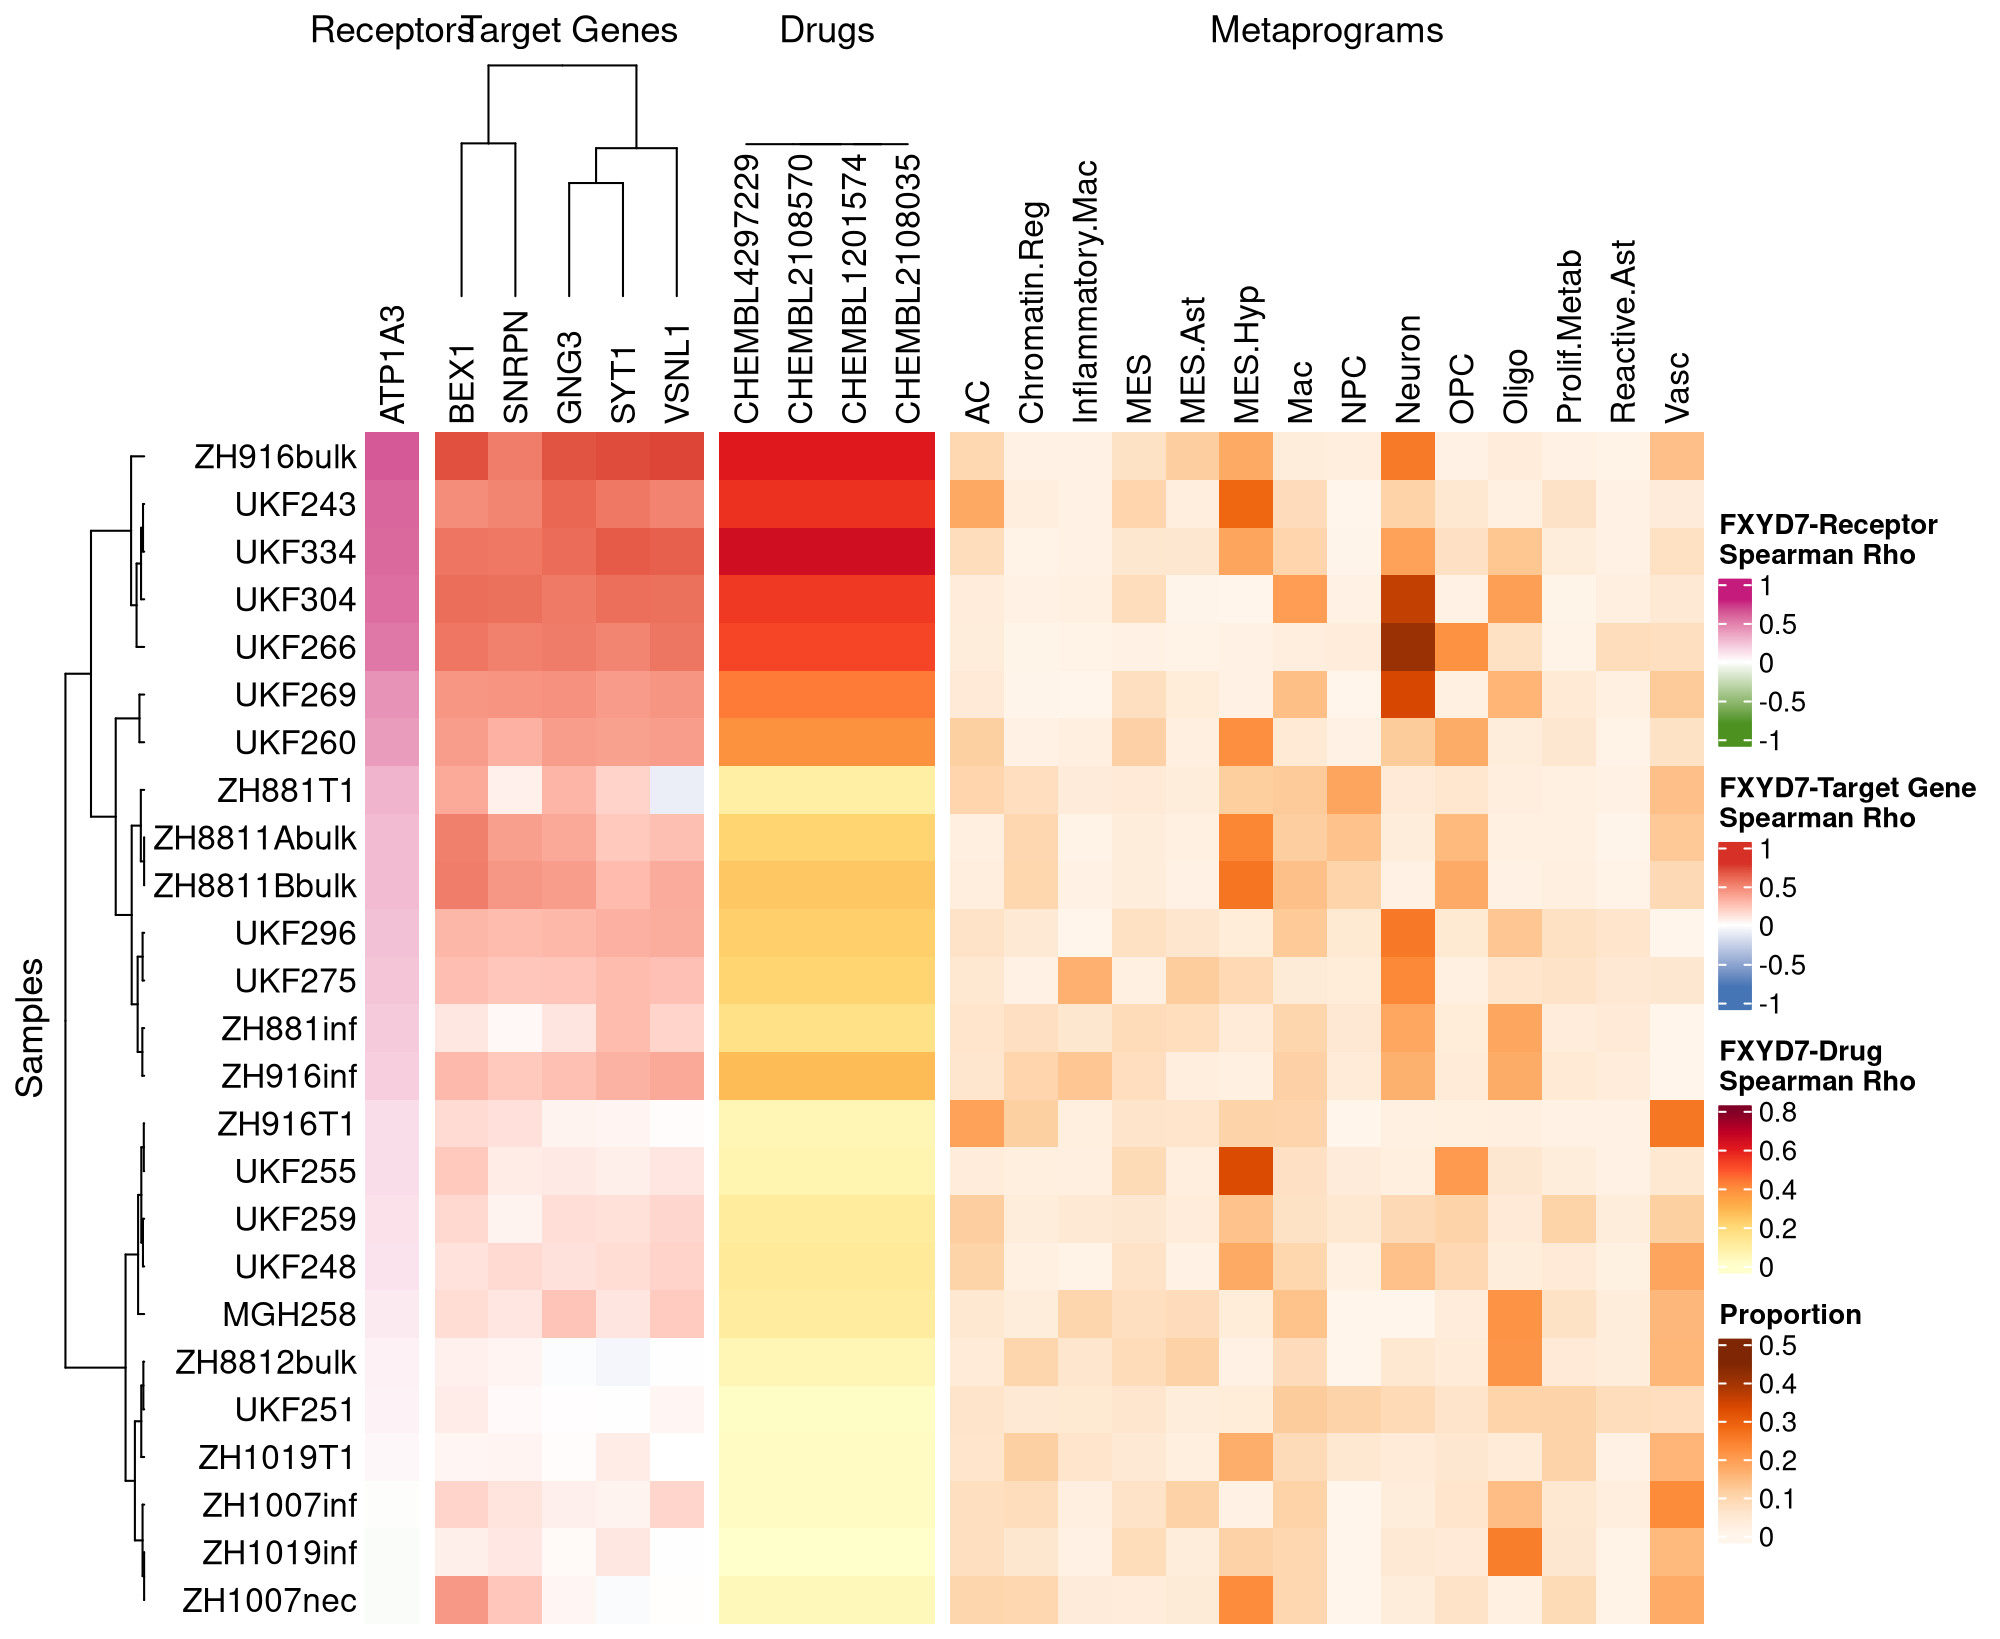 Receptors
Target Genes
Drugs
Metaprograms
ATP1A3
BEX1
SNRPN
GNG3
SYT1
VSNL1
CHEMBL4297229
CHEMBL2108570
CHEMBL1201574
CHEMBL2108035
AC
Chromatin.Reg
Inflammatory.Mac
MES
MES.Ast
MES.Hyp
Mac
NPC
Neuron
OPC
Oligo
Prolif.Metab
Reactive.Ast
Vasc
Samples
ZH916bulk
UKF243
UKF334
UKF304
UKF266
UKF269
UKF260
ZH881T1
ZH8811Abulk
ZH8811Bbulk
UKF296
UKF275
ZH881inf
ZH916inf
ZH916T1
UKF255
UKF259
UKF248
MGH258
ZH8812bulk
UKF251
ZH1019T1
ZH1007inf
ZH1019inf
ZH1007nec
FXYD7-Receptor
Spearman Rho
1
0.5
0
-0.5
-1
FXYD7-Target Gene
Spearman Rho
1
0.5
0
-0.5
-1
FXYD7-Drug
Spearman Rho
0.8
0.6
0.4
0.2
0
Proportion
0.5
0.4
0.3
0.2
0.1
0